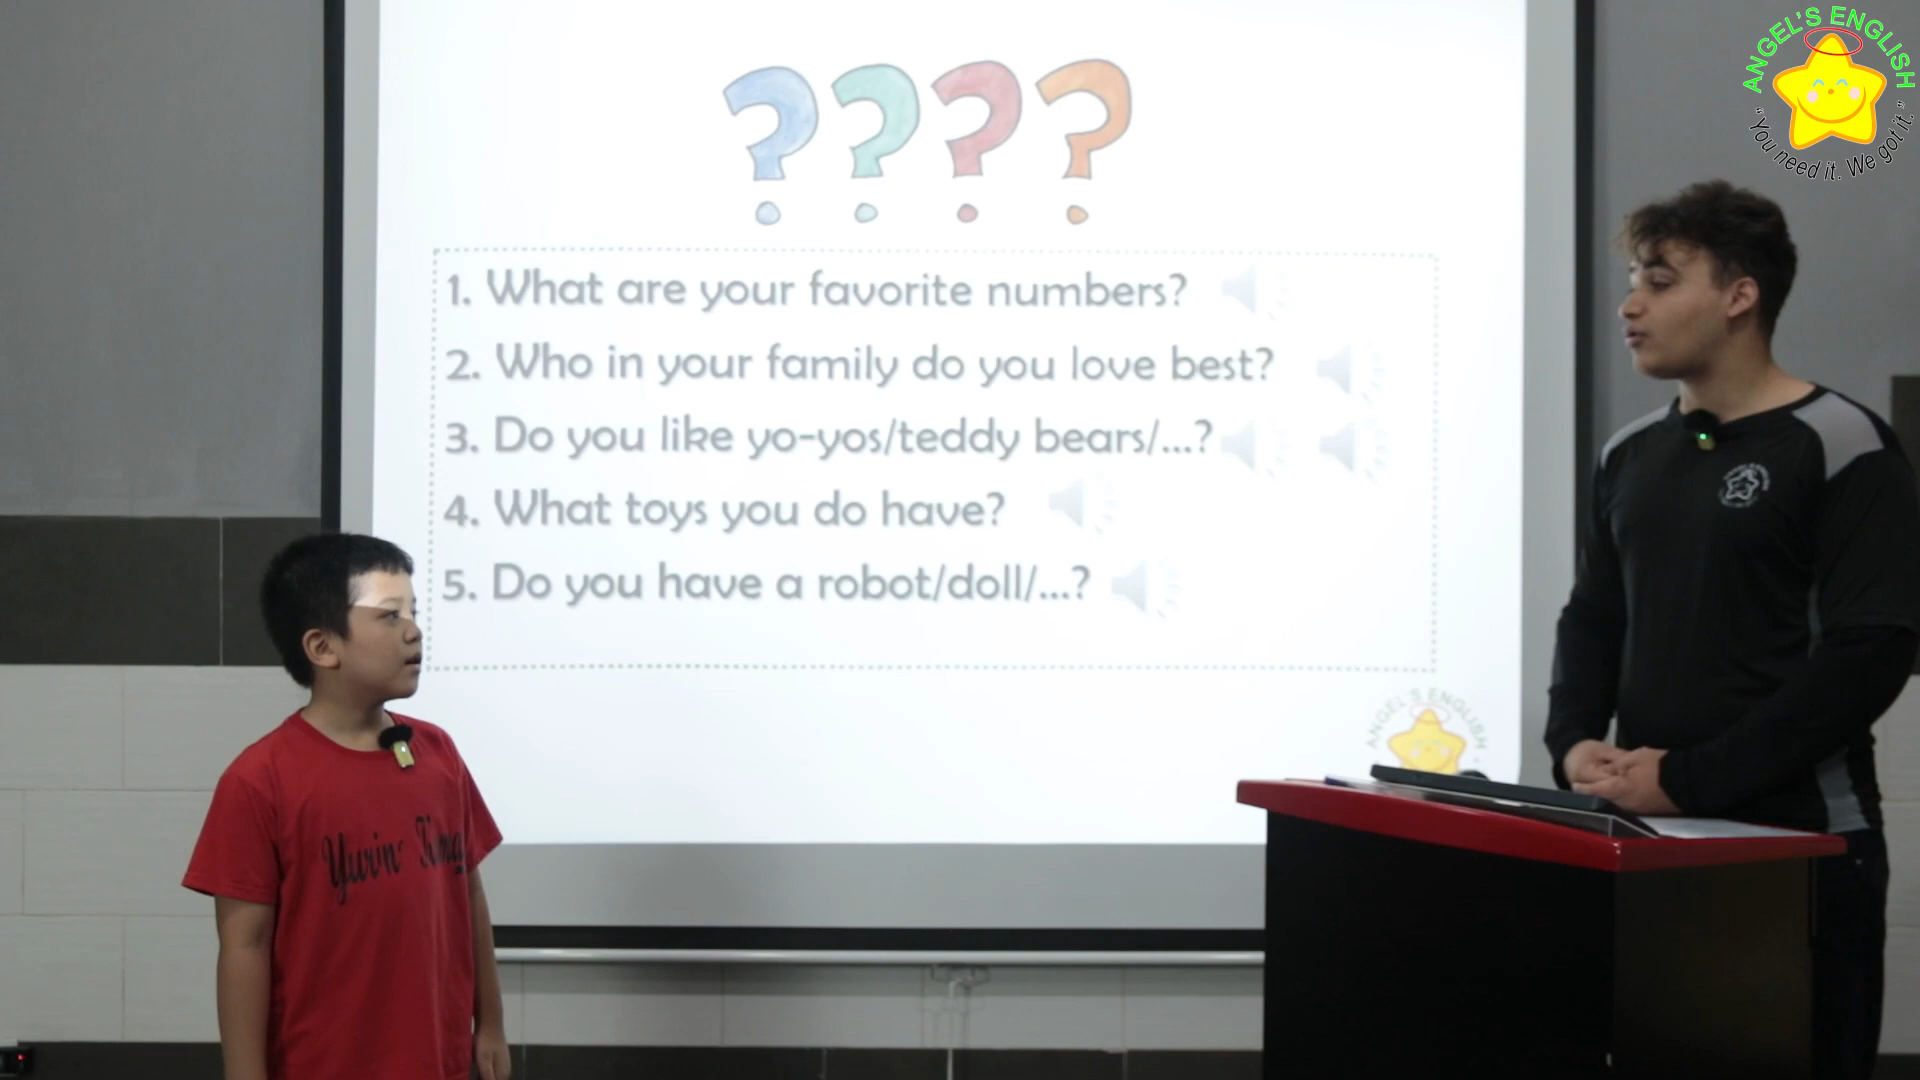 ANGEL'S ENGLISH
"You need it. We got it."
????
1. What are your favorite numbers?
2. Who in your family do you love best?
3. Do you like yo-yos/teddy bears/...?
4. What toys you do have?
5. Do you have a robot/doll/...?
ANGEL'S ENGLISH